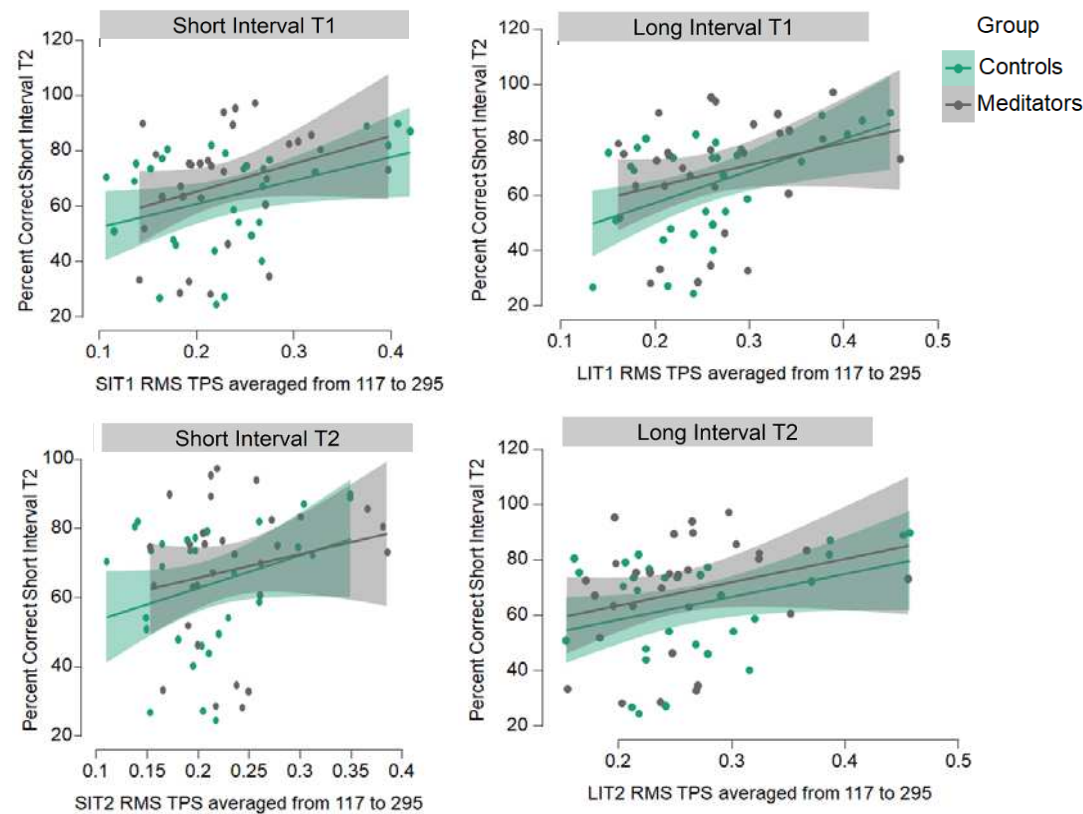 Short Interval T1
Percent Correct Short Interval T2
120
100
80
60
40
20
0.1
0.2
0.3
0.4
SIT1 RMS TPS averaged from 117 to 295
Long Interval T1
Percent Correct Short Interval T2
120
100
80
60
40
20
0.1
0.2
0.3
0.4
0.5
LIT1 RMS TPS averaged from 117 to 295
Group
Controls
Meditators
Short Interval T2
Percent Correct Short Interval T2
100
80
60
40
20
0.1
0.15
0.2
0.25
0.3
0.35
0.4
SIT2 RMS TPS averaged from 117 to 295
Long Interval T2
Percent Correct Short Interval T2
120
100
80
60
40
20
0.2
0.3
0.4
0.5
LIT2 RMS TPS averaged from 117 to 295